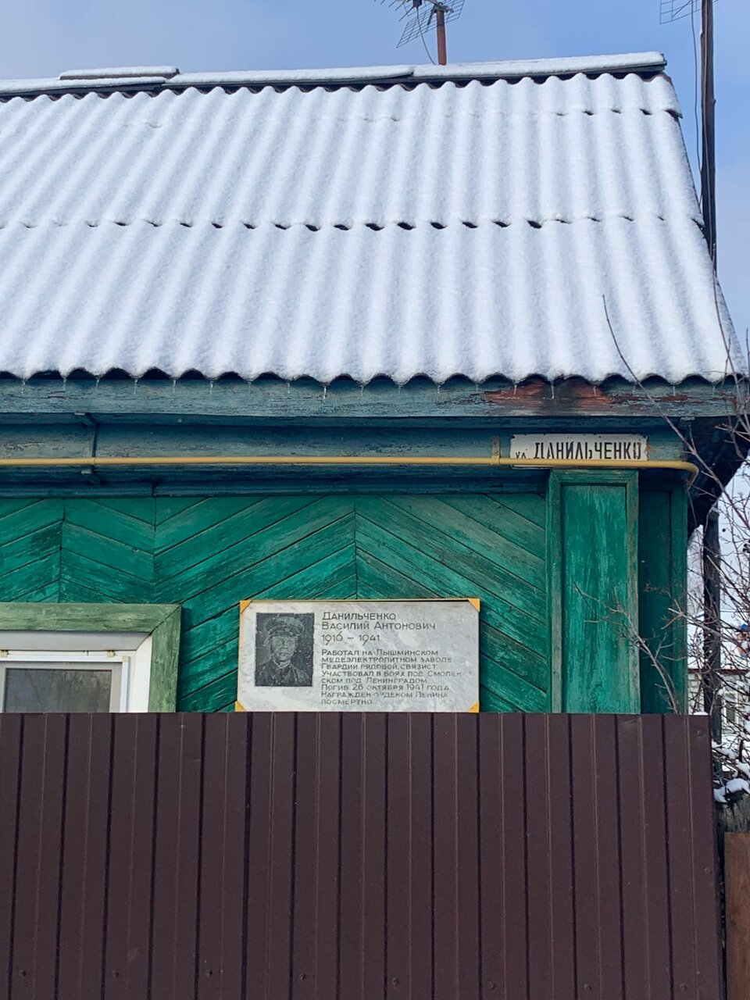 ул. ДАНИЛЬЧЕНКО
Данильченко
Василий Антонович
1916 – 1941
Работал на Пышминском
медеэлектролитном заводе
Гвардии рядовой, связист.
Участвовал в боях под Смолен-
ском под Ленинградом.
Погиб 26 октября 1941 года
Награжден орденом Ленина
посмертно.